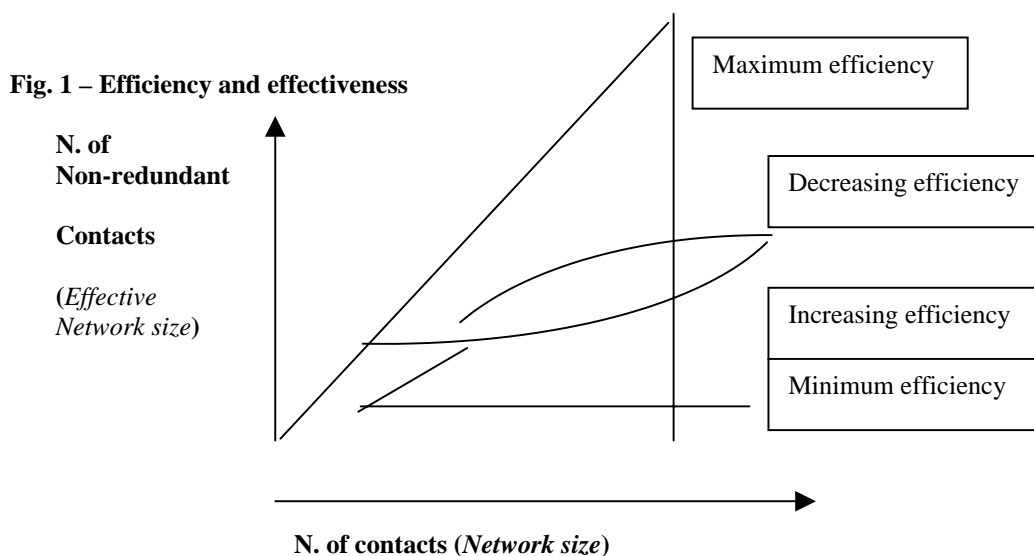 Fig. 1 – Efficiency and effectiveness
N. of
Non-redundant
Contacts
(Effective
Network size)
Maximum efficiency
Decreasing efficiency
Increasing efficiency
Minimum efficiency
N. of contacts (Network size)